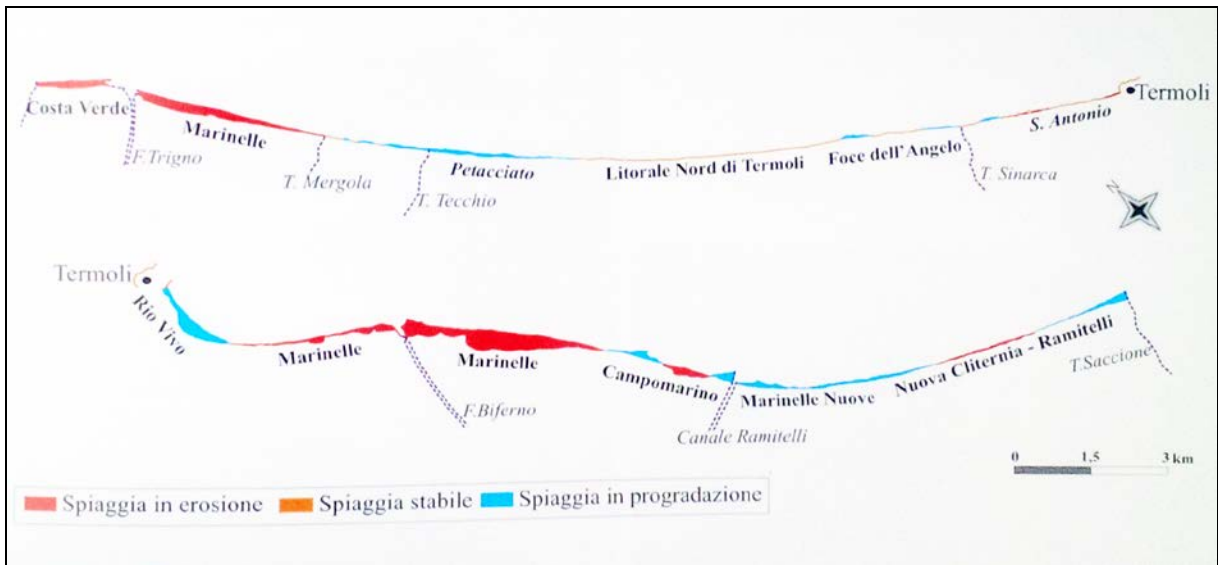 Costa Verde
F.Trigno
Marinelle
T. Mergola
T. Tecchio
Petacciato
Litorale Nord di Termoli
Foce dell'Angelo
T. Sinarca
S. Antonio
Termoli
Termoli
Rio Vivo
Marinelle
F.Biferno
Marinelle
Campomarino
Canale Ramitelli
Marinelle Nuove
Nuova Cliternia - Ramitelli
T.Saccione
0 1,5 3 km
Spiaggia in erosione Spiaggia stabile Spiaggia in progradazione